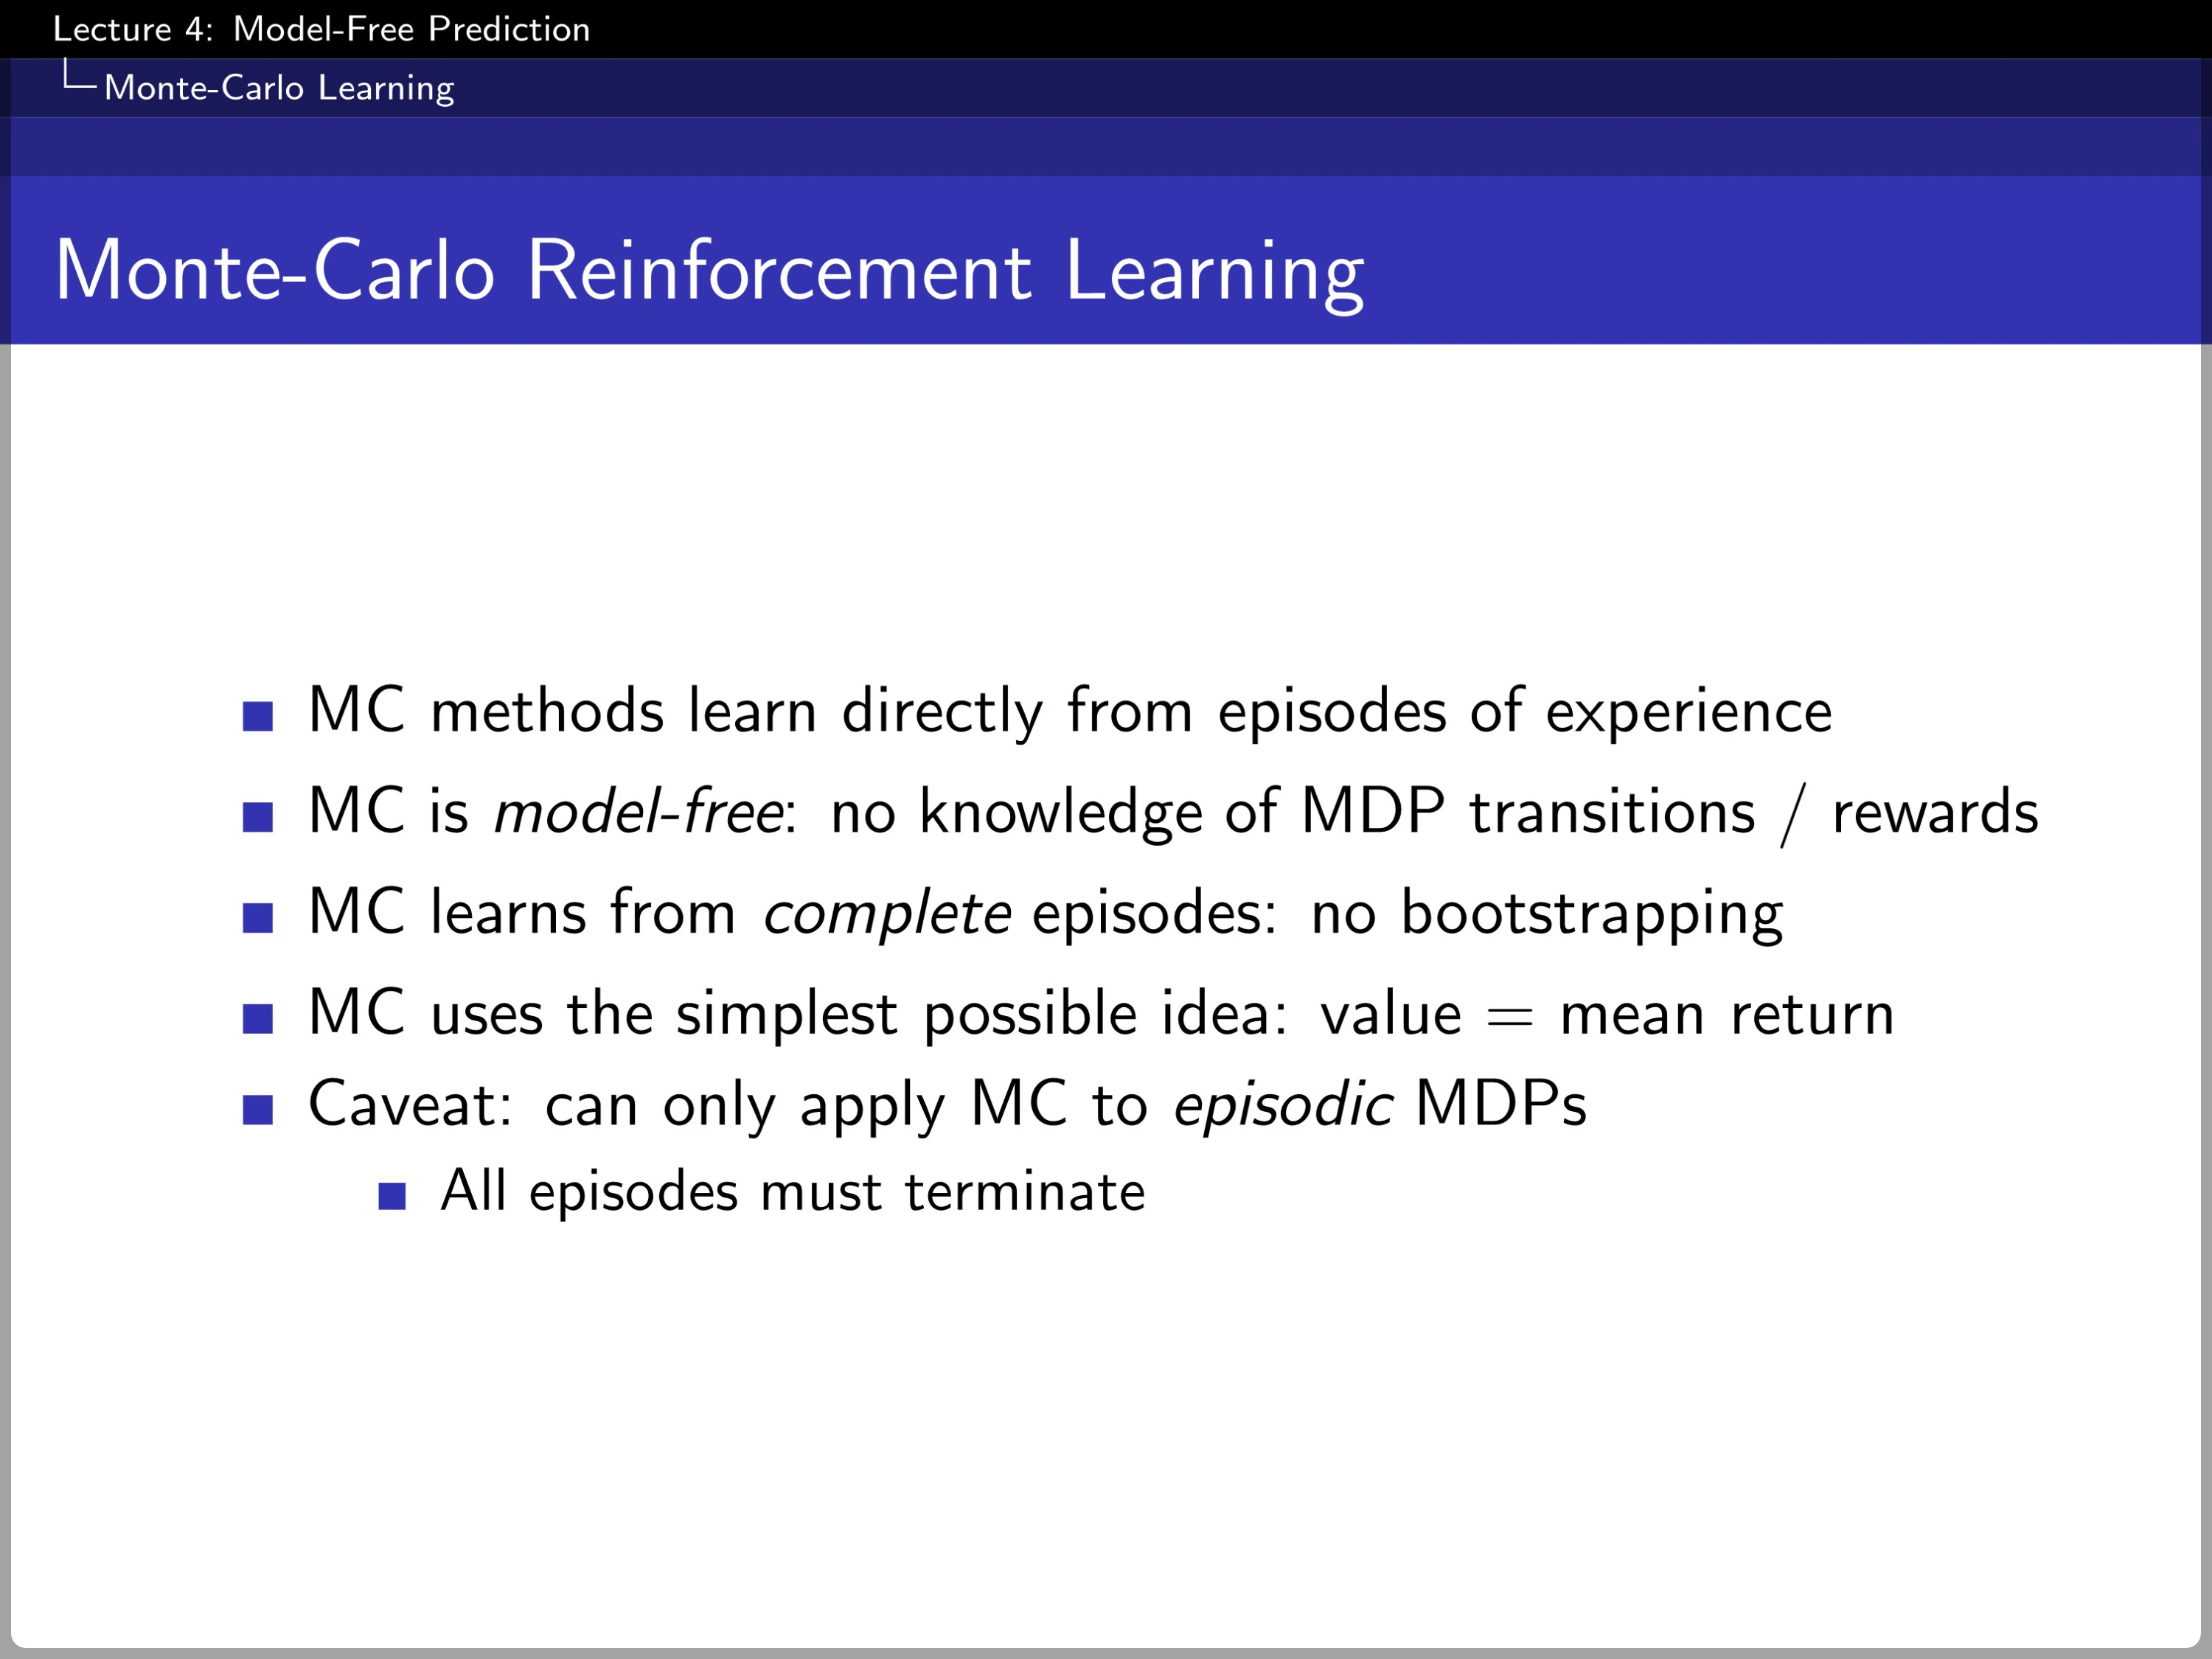 Lecture 4: Model-Free Prediction
Monte-Carlo Learning
Monte-Carlo Reinforcement Learning
MC methods learn directly from episodes of experience
MC is model-free: no knowledge of MDP transitions / rewards
MC learns from complete episodes: no bootstrapping
MC uses the simplest possible idea: value = mean return
Caveat: can only apply MC to episodic MDPs
All episodes must terminate